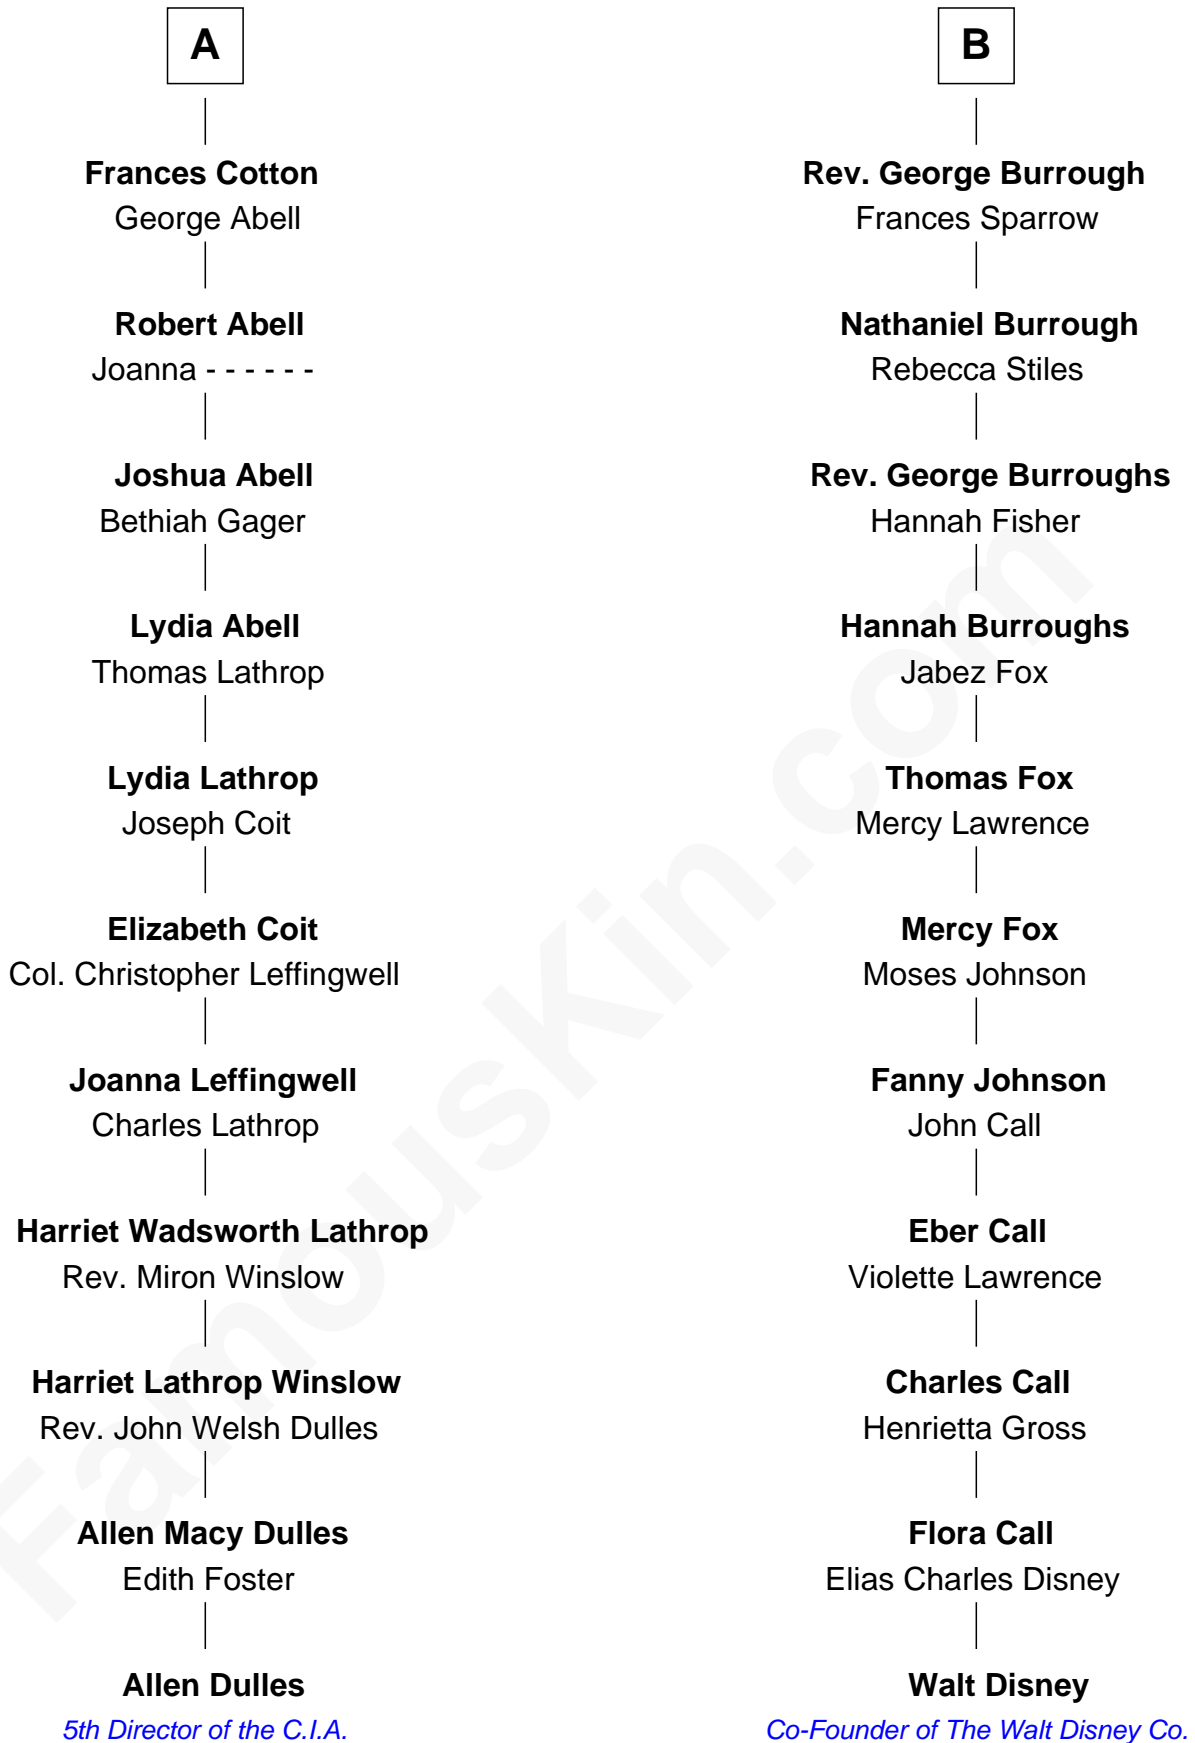 A
Frances Cotton
George Abell
Robert Abell
Joanna - - - - - -
Joshua Abell
Bethiah Gager
Lydia Abell
Thomas Lathrop
Lydia Lathrop
Joseph Coit
Elizabeth Coit
Col. Christopher Leffingwell
Joanna Leffingwell
Charles Lathrop
Harriet Wadsworth Lathrop
Rev. Miron Winslow
Harriet Lathrop Winslow
Rev. John Welsh Dulles
Allen Macy Dulles
Edith Foster
Allen Dulles
5th Director of the C.I.A.
B
Rev. George Burrough
Frances Sparrow
Nathaniel Burrough
Rebecca Stiles
Rev. George Burroughs
Hannah Fisher
Hannah Burroughs
Jabez Fox
Thomas Fox
Mercy Lawrence
Mercy Fox
Moses Johnson
Fanny Johnson
John Call
Eber Call
Violette Lawrence
Charles Call
Henrietta Gross
Flora Call
Elias Charles Disney
Walt Disney
Co-Founder of The Walt Disney Co.
FamousKin.com